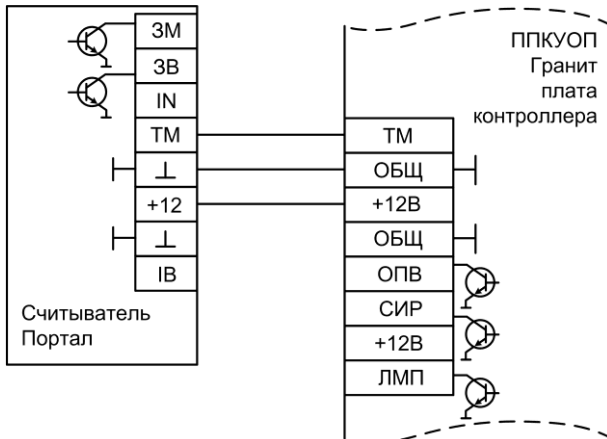 ЗМ
ЗВ
IN
ТМ
⊥
+12
⊥
IB
Считыватель
Портал
ППКУОП
Гранит
плата
контроллера
ТМ
ОБЩ
+12В
ОБЩ
ОПВ
СИР
+12В
ЛМП